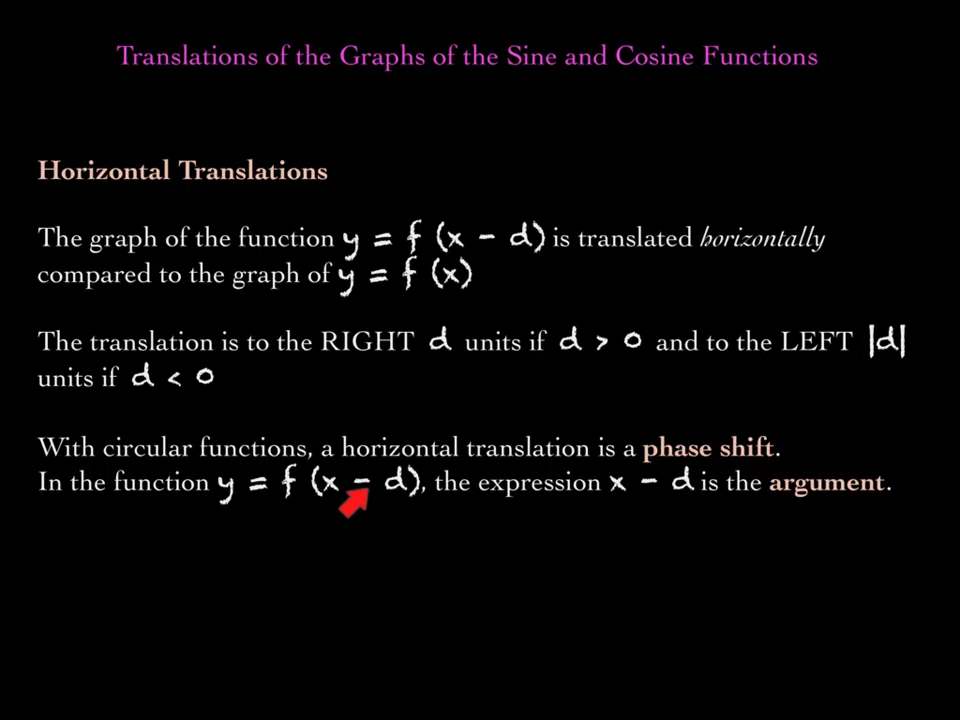 Translations of the Graphs of the Sine and Cosine Functions
Horizontal Translations
The graph of the function y = f (x - d) is translated horizontally
compared to the graph of y = f (x)
The translation is to the RIGHT d units if d > 0 and to the LEFT |d|
units if d < 0
With circular functions, a horizontal translation is a phase shift.
In the function y = f (x - d), the expression x - d is the argument.